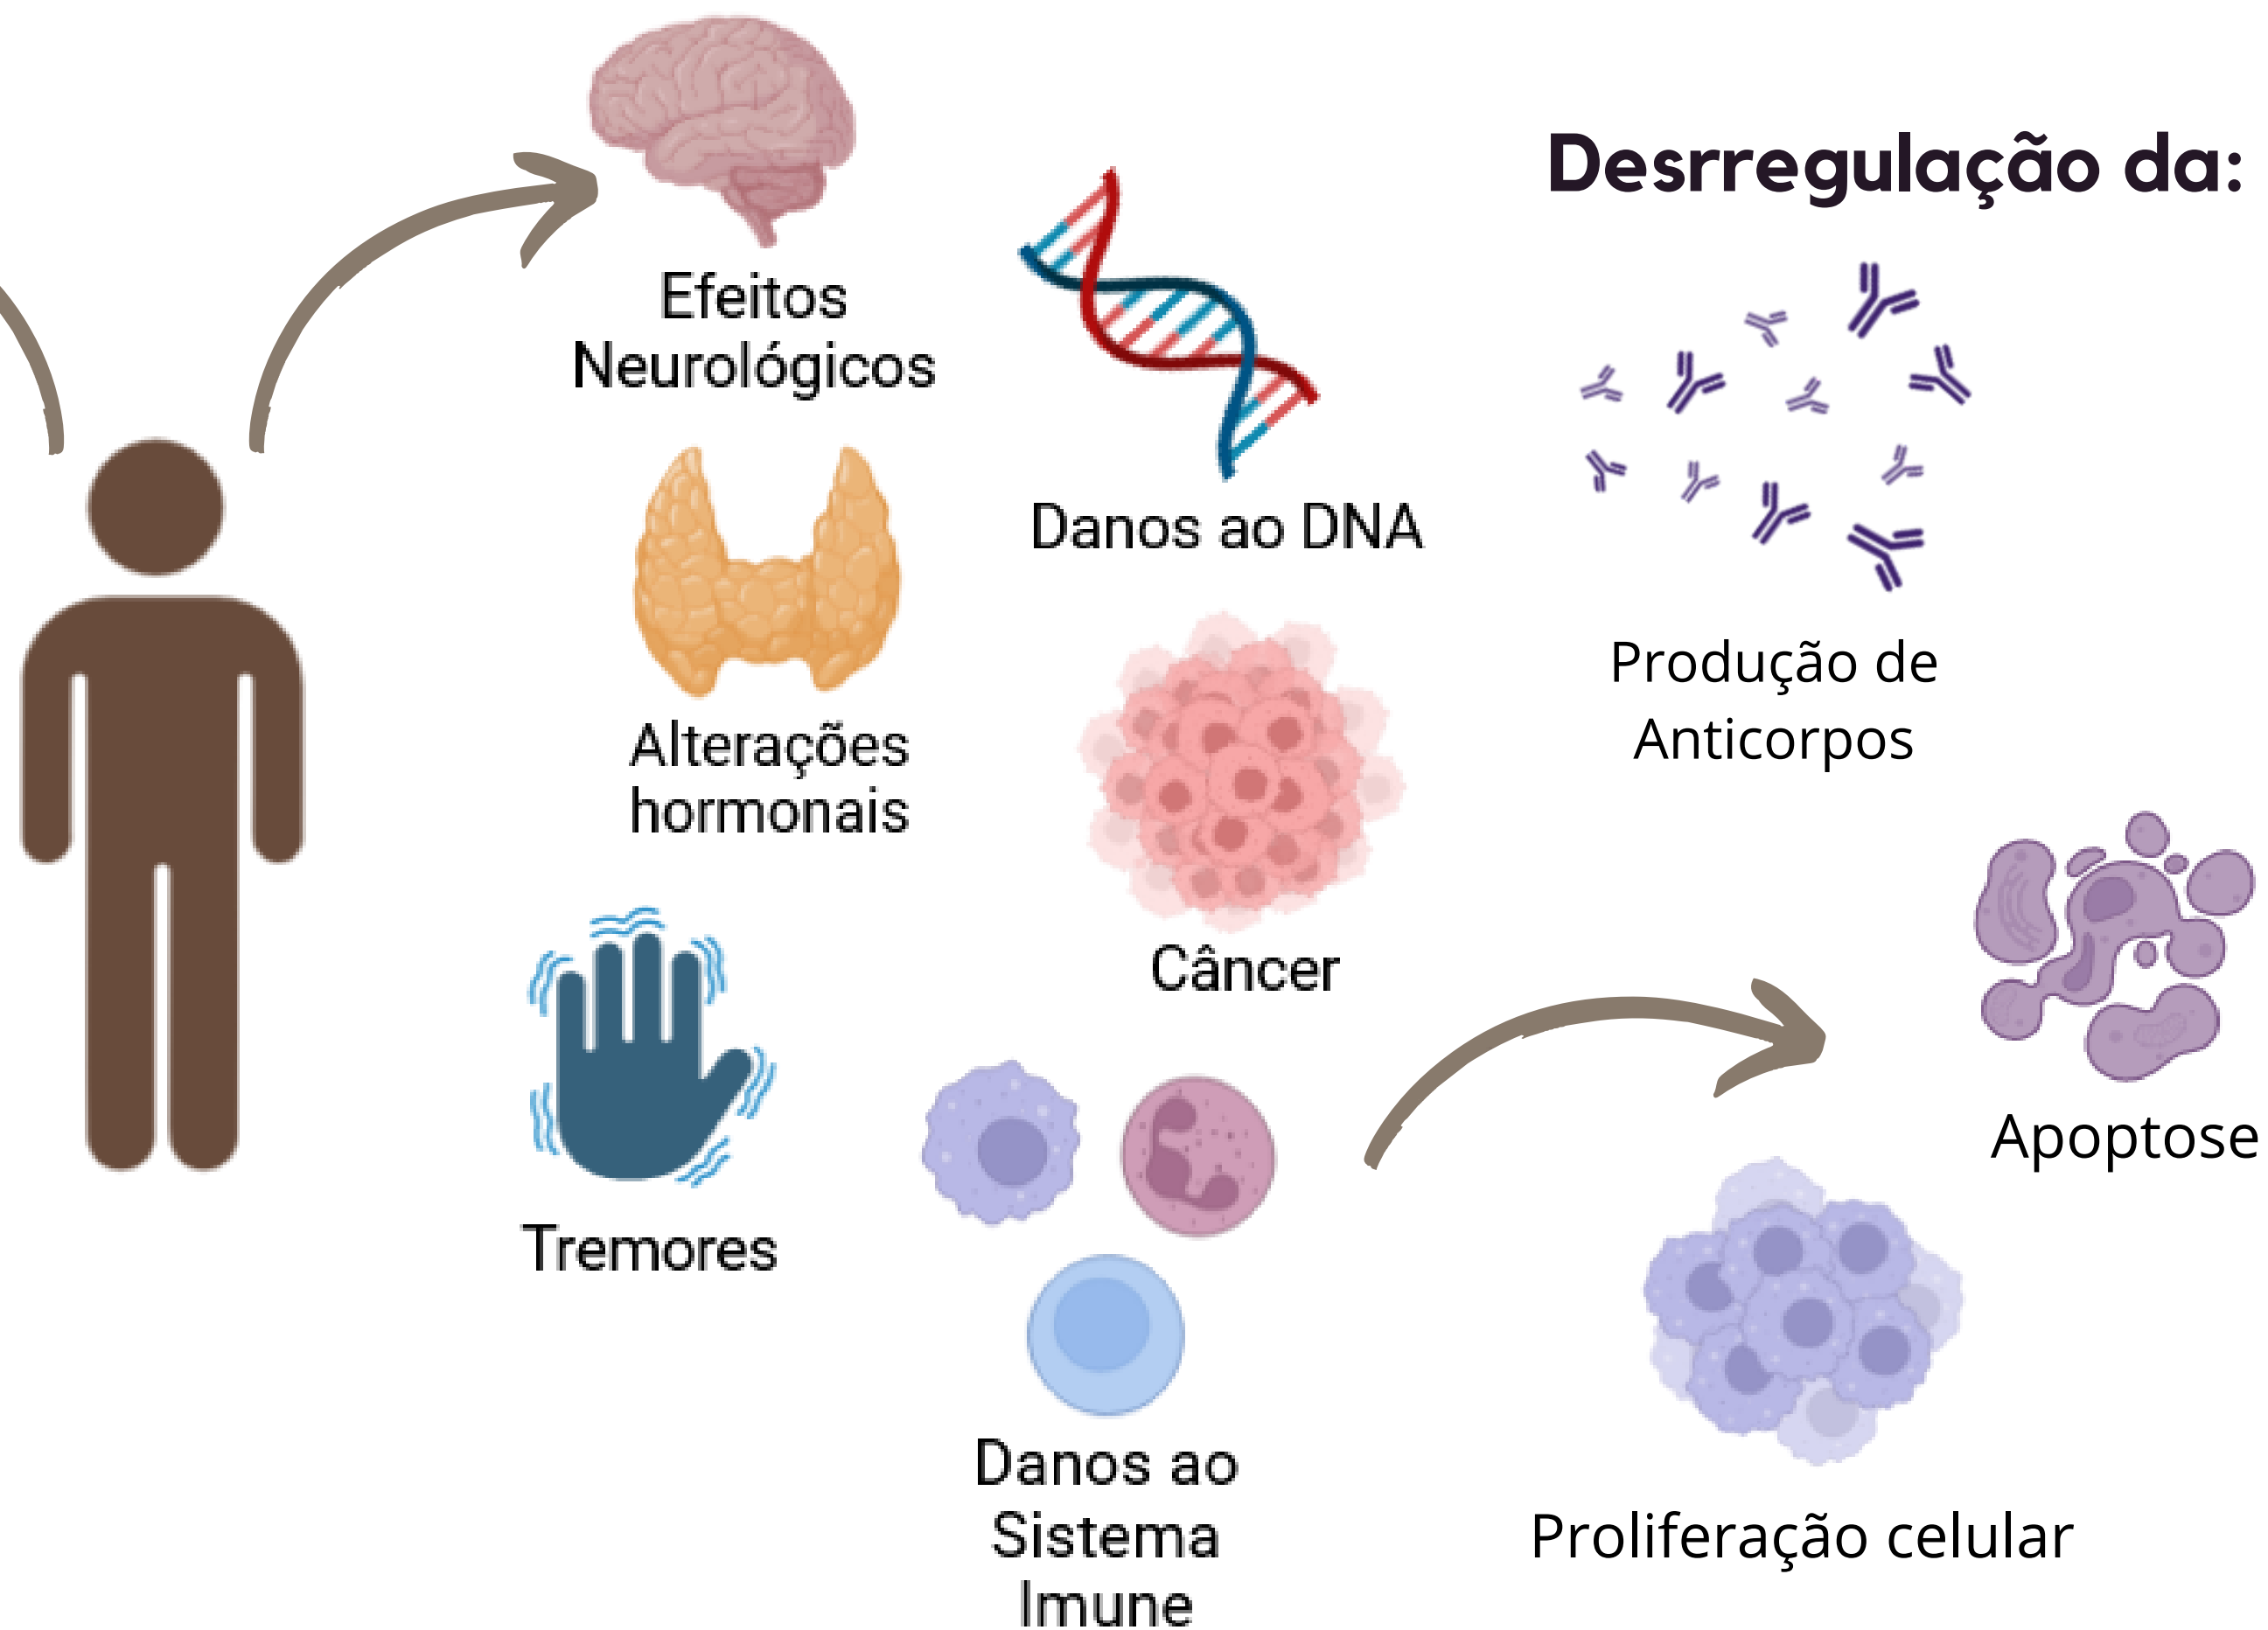 Efeitos
Neurológicos
Alterações
hormonais
Tremores
Danos ao DNA
Câncer
Danos ao
Sistema
Imune
Desrregulação da:
Produção de
Anticorpos
Apoptose
Proliferação celular